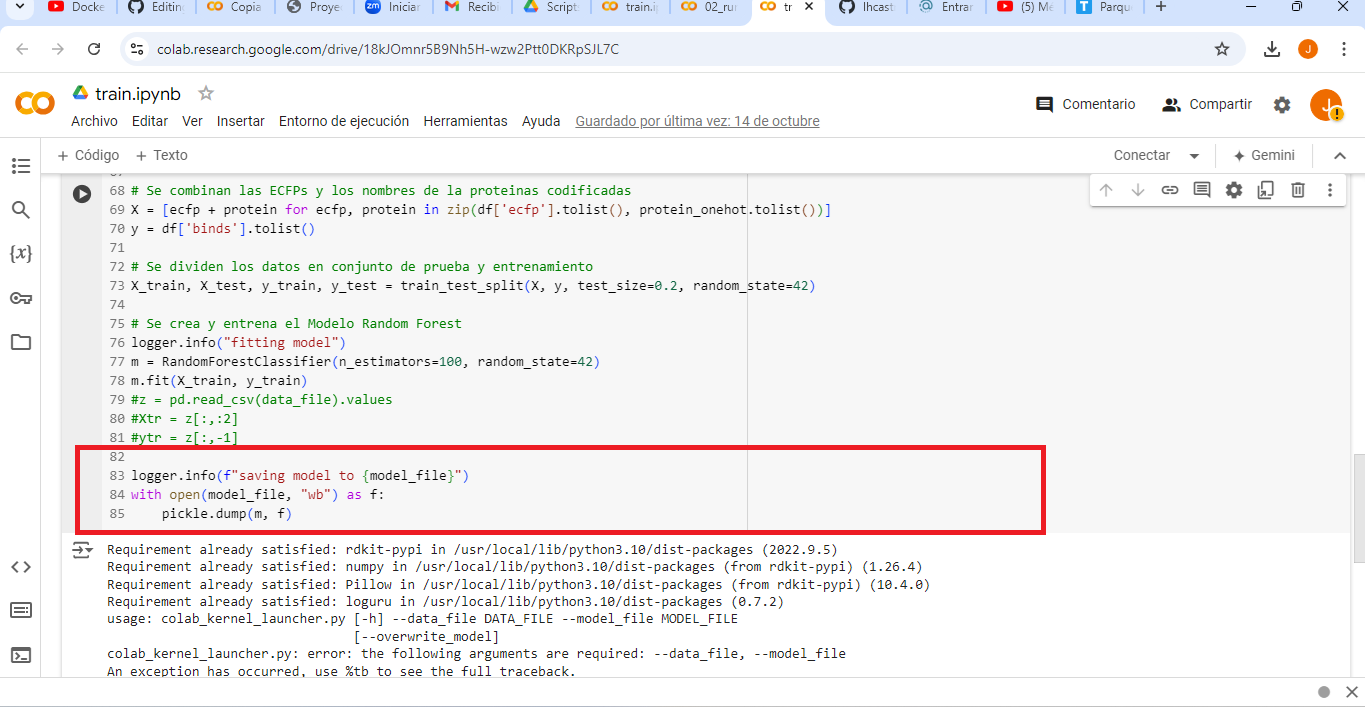 Docke
Editin
Copia
Proye
zm Iniciar
Recibi
Script
train.i
02_rur
tr
lhcast
Entrar
(5) Me
Parqu
colab.research.google.com/drive/18kJOmnr5B9Nh5H-wzw2Ptt0DKRpSJL7C
J
train.ipynb
Comentario
Compartir
J
Archivo Editar Ver Insertar Entorno de ejecución Herramientas Ayuda Guardado por última vez: 14 de octubre
+ Código + Texto
Conectar
Gemini
68 # Se combinan las ECFPs y los nombres de la proteinas codificadas
69 X = [ecfp + protein for ecfp, protein in zip(df['ecfp'].tolist(), protein_onehot.tolist())]
70 y = df['binds'].tolist()
71
72 # Se dividen los datos en conjunto de prueba y entrenamiento
73 X_train, X_test, y_train, y_test = train_test_split(X, y, test_size=0.2, random_state=42)
74
75 # Se crea y entrena el Modelo Random Forest
76 logger.info("fitting model")
77 m = RandomForestClassifier(n_estimators=100, random_state=42)
78 m.fit(X_train, y_train)
79 #z = pd.read_csv(data_file).values
80 #Xtr = z[:,:2]
81 #ytr = z[:,-1]
82
83 logger.info(f"saving model to {model_file}")
84 with open(model_file, "wb") as f:
85     pickle.dump(m, f)
{x}
Requirement already satisfied: rdkit-pypi in /usr/local/lib/python3.10/dist-packages (2022.9.5)
Requirement already satisfied: numpy in /usr/local/lib/python3.10/dist-packages (from rdkit-pypi) (1.26.4)
Requirement already satisfied: Pillow in /usr/local/lib/python3.10/dist-packages (from rdkit-pypi) (10.4.0)
Requirement already satisfied: loguru in /usr/local/lib/python3.10/dist-packages (0.7.2)
usage: colab_kernel_launcher.py [-h] --data_file DATA_FILE --model_file MODEL_FILE
[--overwrite_model]
colab_kernel_launcher.py: error: the following arguments are required: --data_file, --model_file
An exception has occurred, use %tb to see the full traceback.